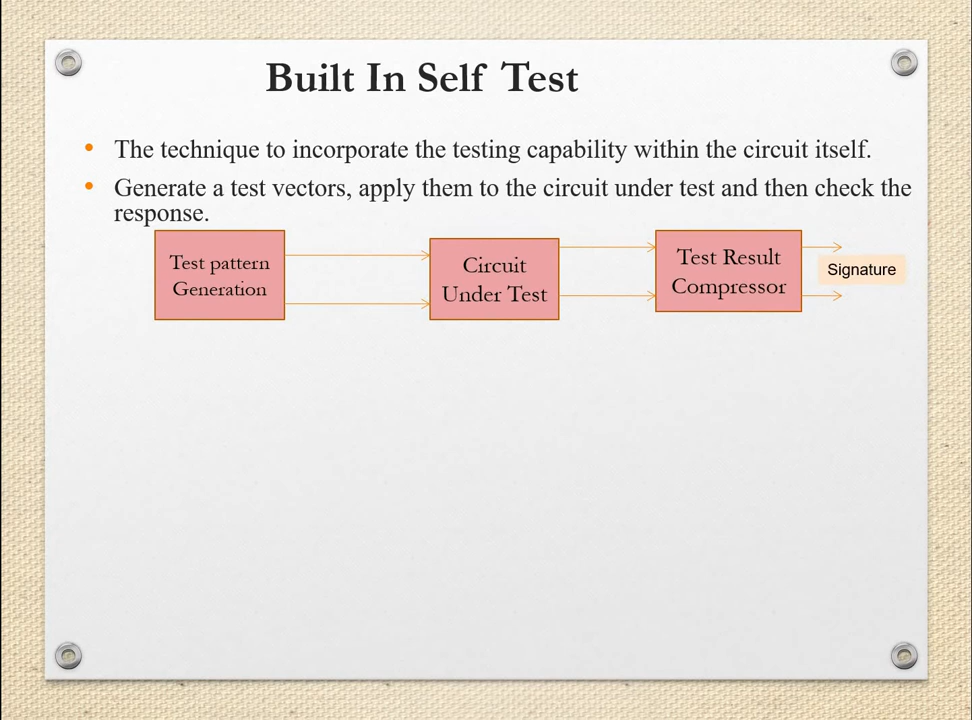 Built In Self Test
• The technique to incorporate the testing capability within the circuit itself.
• Generate a test vectors, apply them to the circuit under test and then check the
response.
Test pattern
Generation
Circuit
Under Test
Test Result
Compressor
Signature